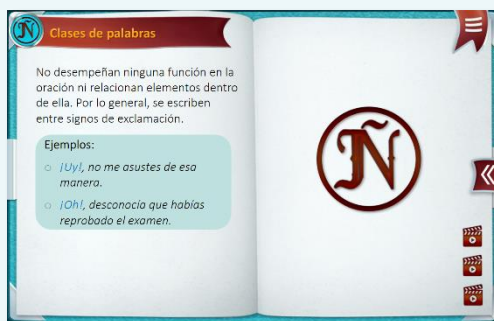 Ñ
Clases de palabras
No desempeñan ninguna función en la
oración ni relacionan elementos dentro
de ella. Por lo general, se escriben
entre signos de exclamación.
Ejemplos:
¡Uy!, no me asustes de esa
manera.
¡Oh!, desconocía que habías
reprobado el examen.
Ñ